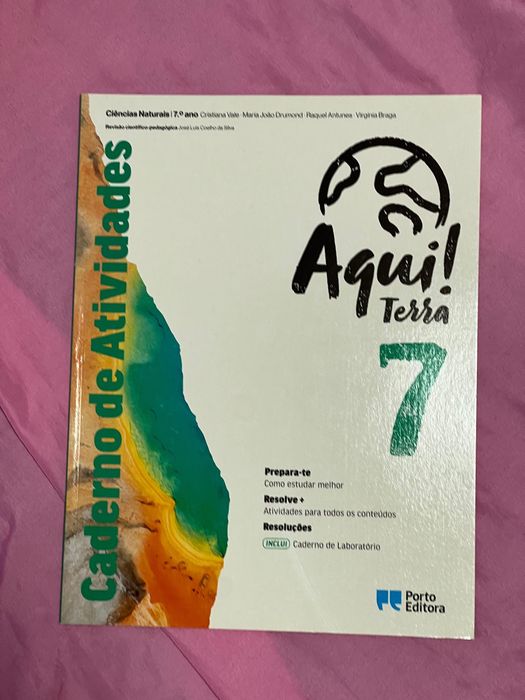 Ciências Naturais | 7.º ano Cristiana Vale · Maria João Drumond · Raquel Antunes · Virgínia Braga
Revisão científico-pedagógica José Luís Coelho da Silva
Caderno de Atividades
Aqui!
Terra
7
Prepara-te
Como estudar melhor
Resolve +
Atividades para todos os conteúdos
Resoluções
INCLUI Caderno de Laboratório
Porto
Editora